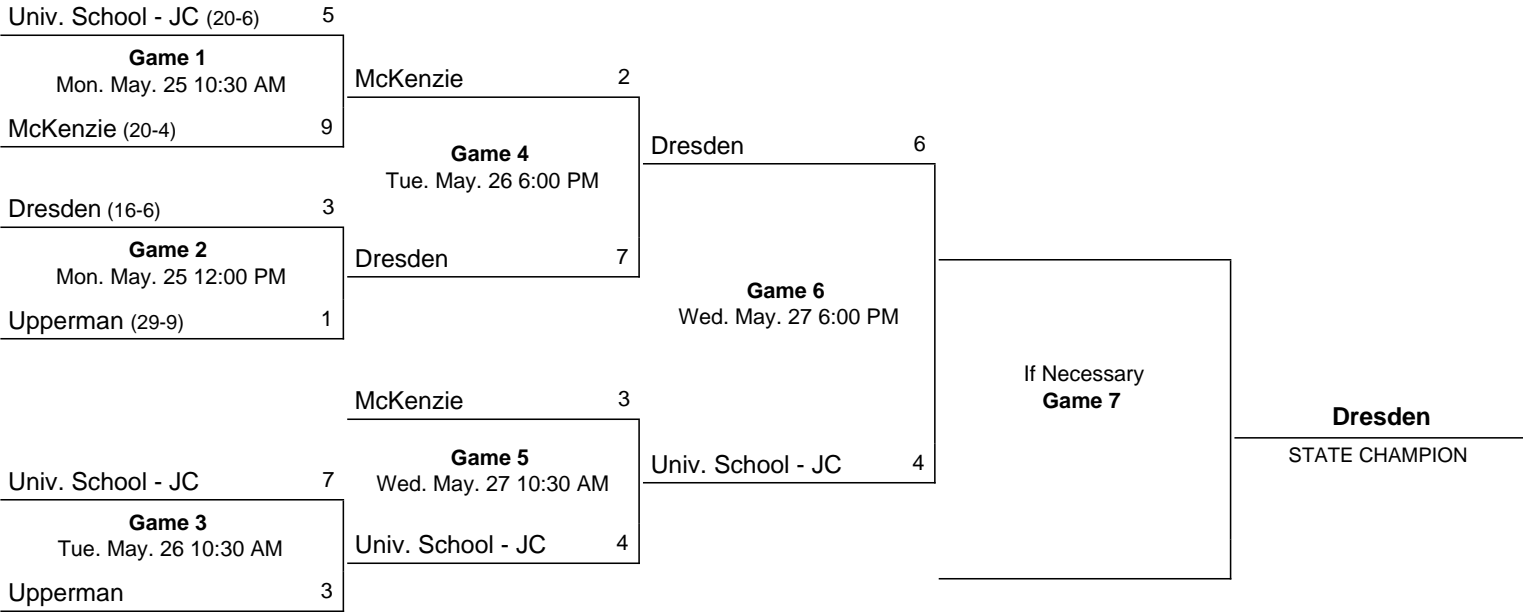 Univ. School - JC (20-6) 5
Game 1
Mon. May. 25 10:30 AM
McKenzie (20-4) 9
Dresden (16-6) 3
Game 2
Mon. May. 25 12:00 PM
Upperman (29-9) 1
Univ. School - JC 7
Game 3
Tue. May. 26 10:30 AM
Upperman 3
McKenzie 2
Game 4
Tue. May. 26 6:00 PM
Dresden 7
McKenzie 3
Game 5
Wed. May. 27 10:30 AM
Univ. School - JC 4
Dresden 6
Game 6
Wed. May. 27 6:00 PM
Univ. School - JC 4
If Necessary
Game 7
Dresden
STATE CHAMPION